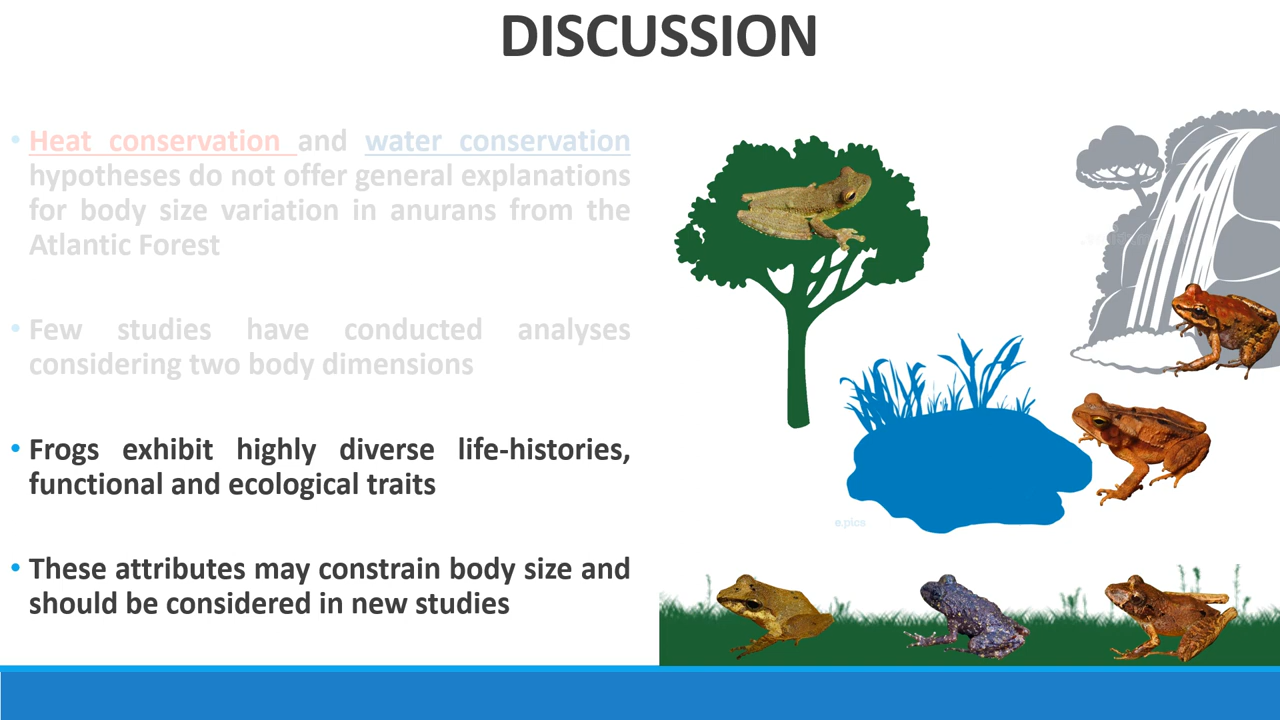 DISCUSSION
• Heat conservation and water conservation
hypotheses do not offer general explanations
for body size variation in anurans from the
Atlantic Forest
• Few studies have conducted analyses
considering two body dimensions
• Frogs exhibit highly diverse life-histories,
functional and ecological traits
• These attributes may constrain body size and
should be considered in new studies
e.pics